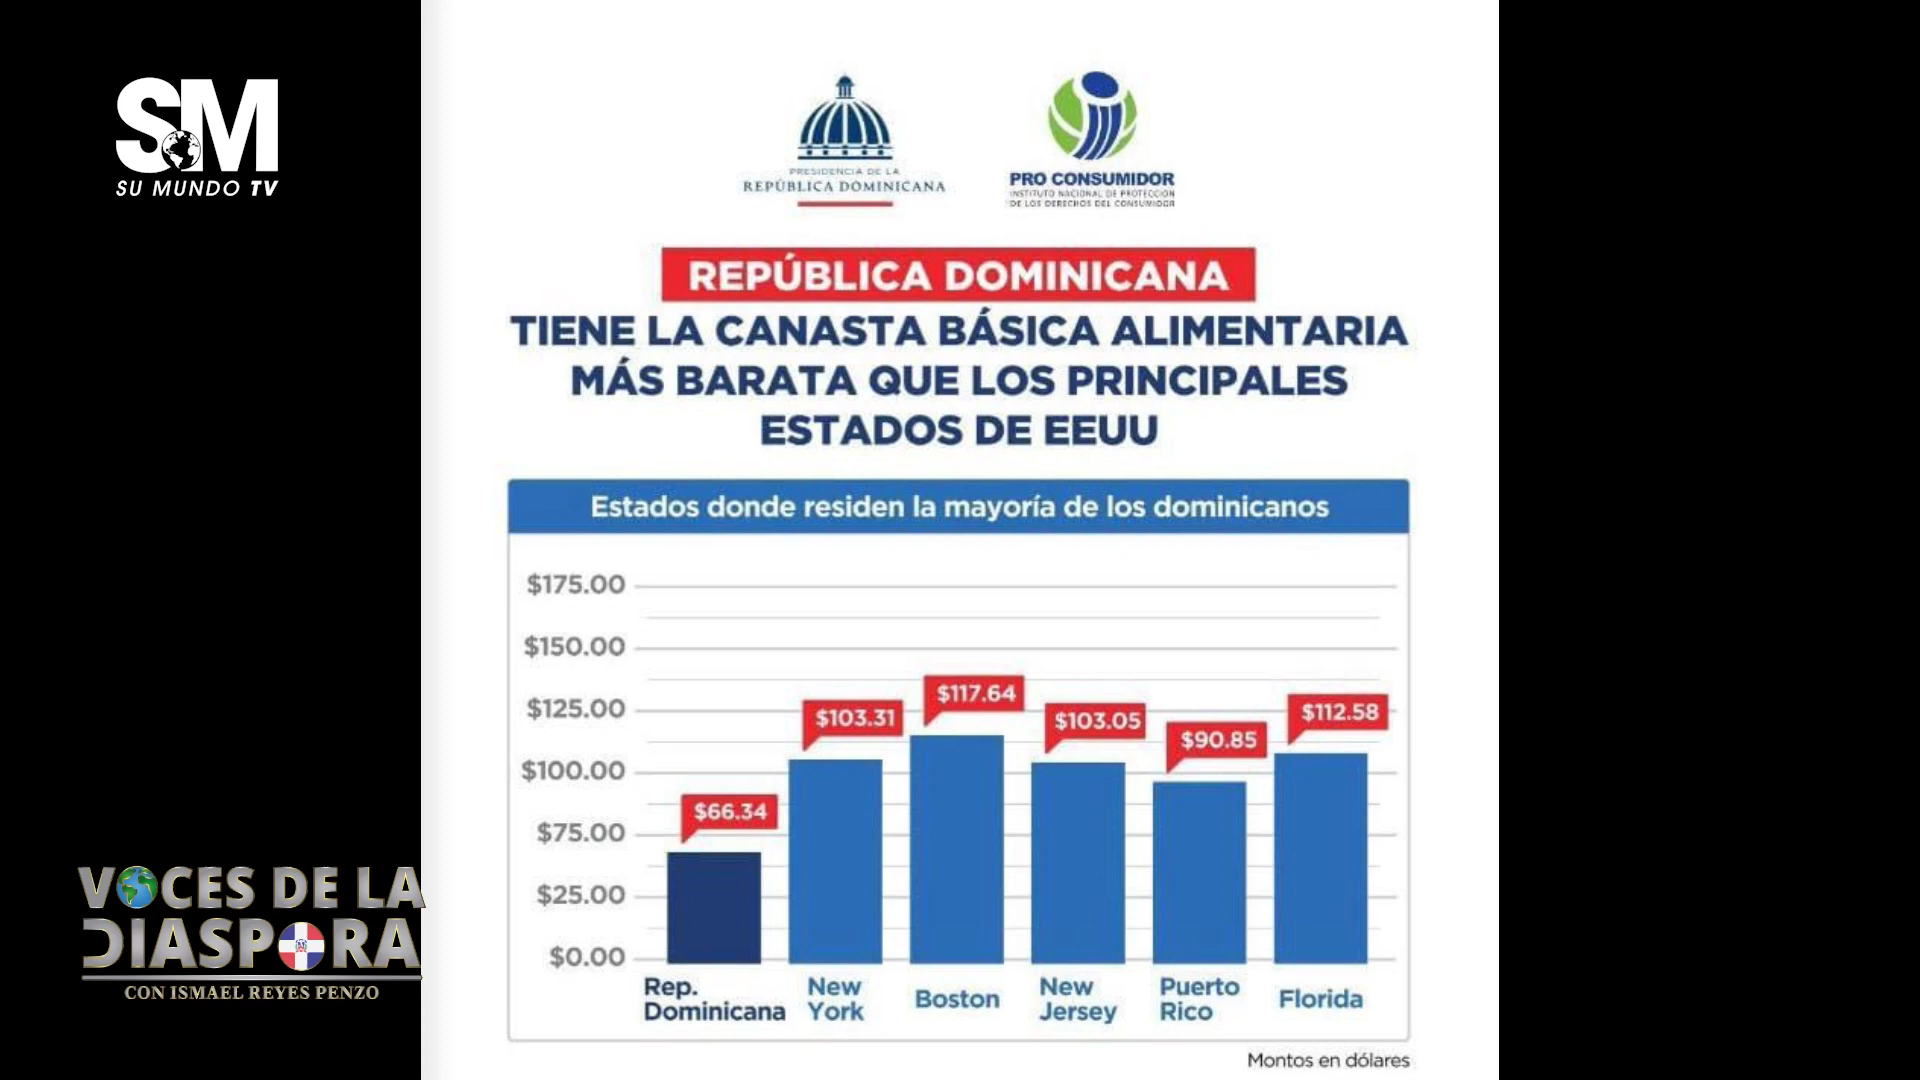 SM
SU MUNDO TV
PRESIDENCIA DE LA
REPÚBLICA DOMINICANA
PRO CONSUMIDOR
INSTITUTO NACIONAL DE PROTECCIÓN
DE LOS DERECHOS DEL CONSUMIDOR
REPÚBLICA DOMINICANA
TIENE LA CANASTA BÁSICA ALIMENTARIA
MÁS BARATA QUE LOS PRINCIPALES
ESTADOS DE EEUU
Estados donde residen la mayoría de los dominicanos
$175.00
$150.00
$125.00
$100.00
$75.00
$25.00
$0.00
$66.34
$103.31
$117.64
$103.05
$90.85
$112.58
Rep.
Dominicana
New
York
Boston
New
Jersey
Puerto
Rico
Florida
Montos en dólares
VOCES DE LA
DIASPORA
CON ISMAEL REYES PENZO